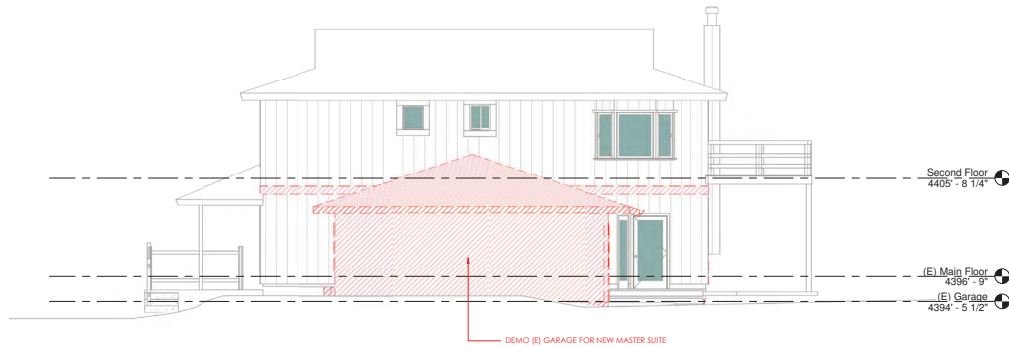 Second Floor
4405' - 8 1/4"
(E) Main Floor
4396' - 9"
(E) Garage
4394' - 5 1/2"
DEMO (E) GARAGE FOR NEW MASTER SUITE